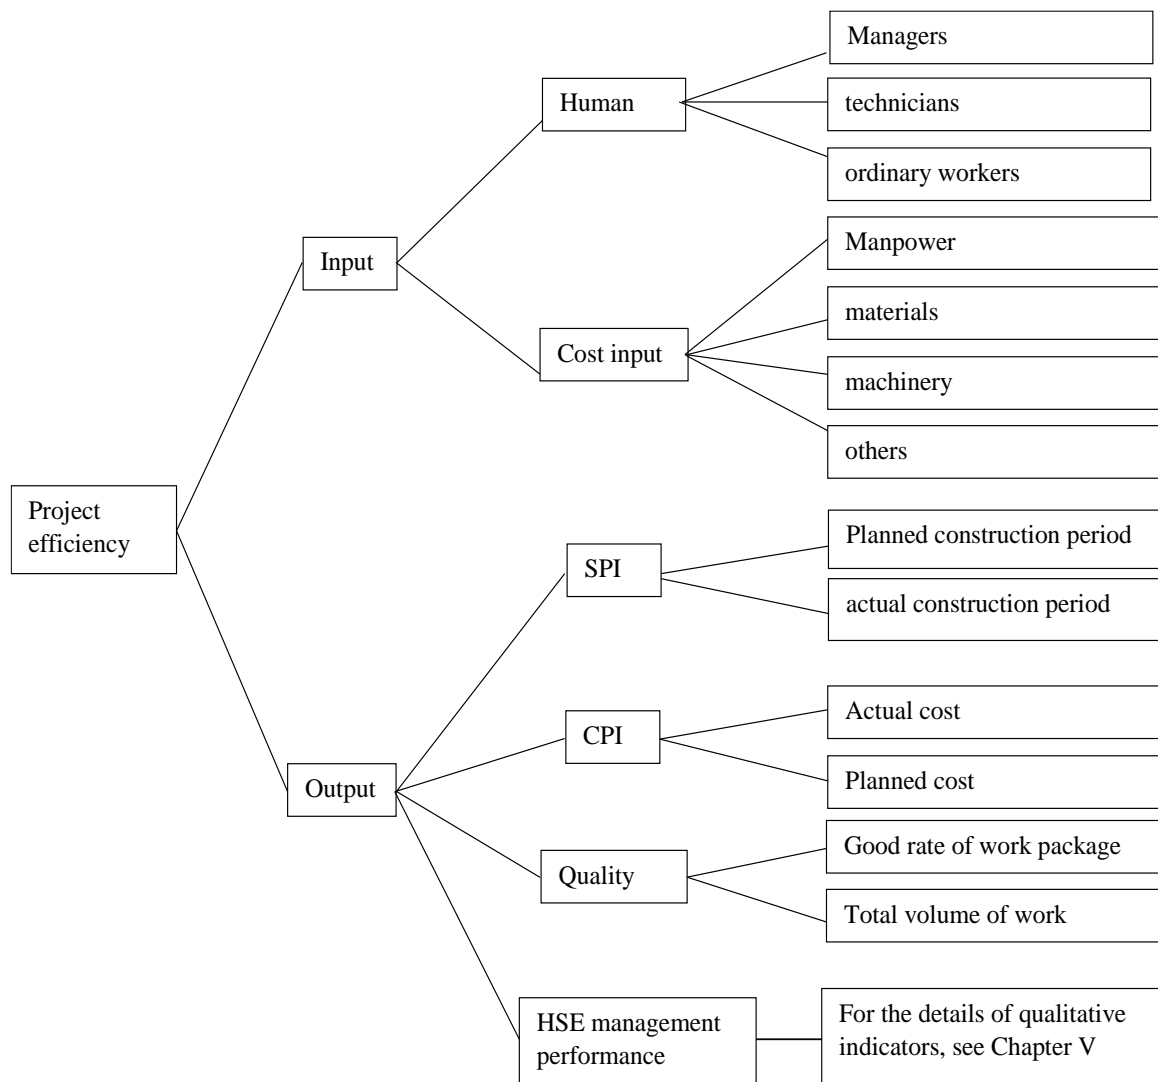 Managers
Human
technicians
ordinary workers
Input
Manpower
materials
Cost input
machinery
others
Project
efficiency
SPI
Planned construction period
actual construction period
Output
CPI
Actual cost
Planned cost
Quality
Good rate of work package
Total volume of work
HSE management
performance
For the details of qualitative
indicators, see Chapter V